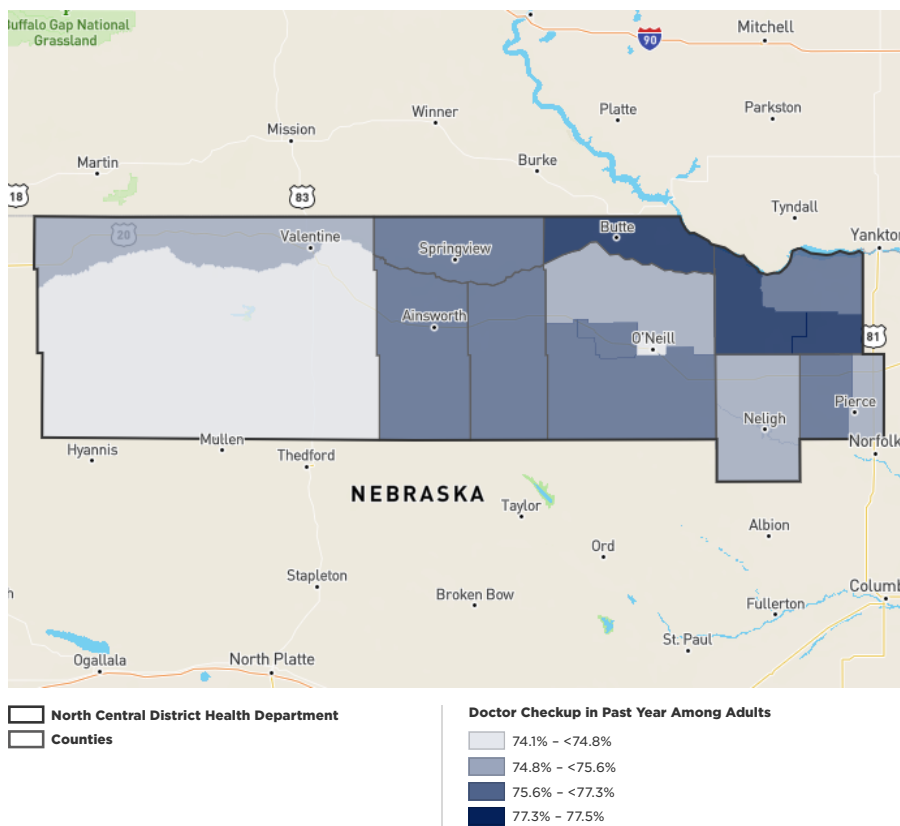 Buffalo Gap National
Grassland
90
Mitchell
Winner
Platte
Parkston
Mission
Martin
Burke
18
83
Tyndall
20
Valentine
Butte
Springview
Yankton
Ainsworth
O'Neill
81
Pierce
Neligh
Hyannis
Mullen
Thedford
Norfolk
NEBRASKA
Taylor
Albion
Ord
Stapleton
Broken Bow
Columb
Fullerton
St. Paul
Ogallala
North Platte
North Central District Health Department
Counties
Doctor Checkup in Past Year Among Adults
74.1% – <74.8%
74.8% – <75.6%
75.6% – <77.3%
77.3% – 77.5%